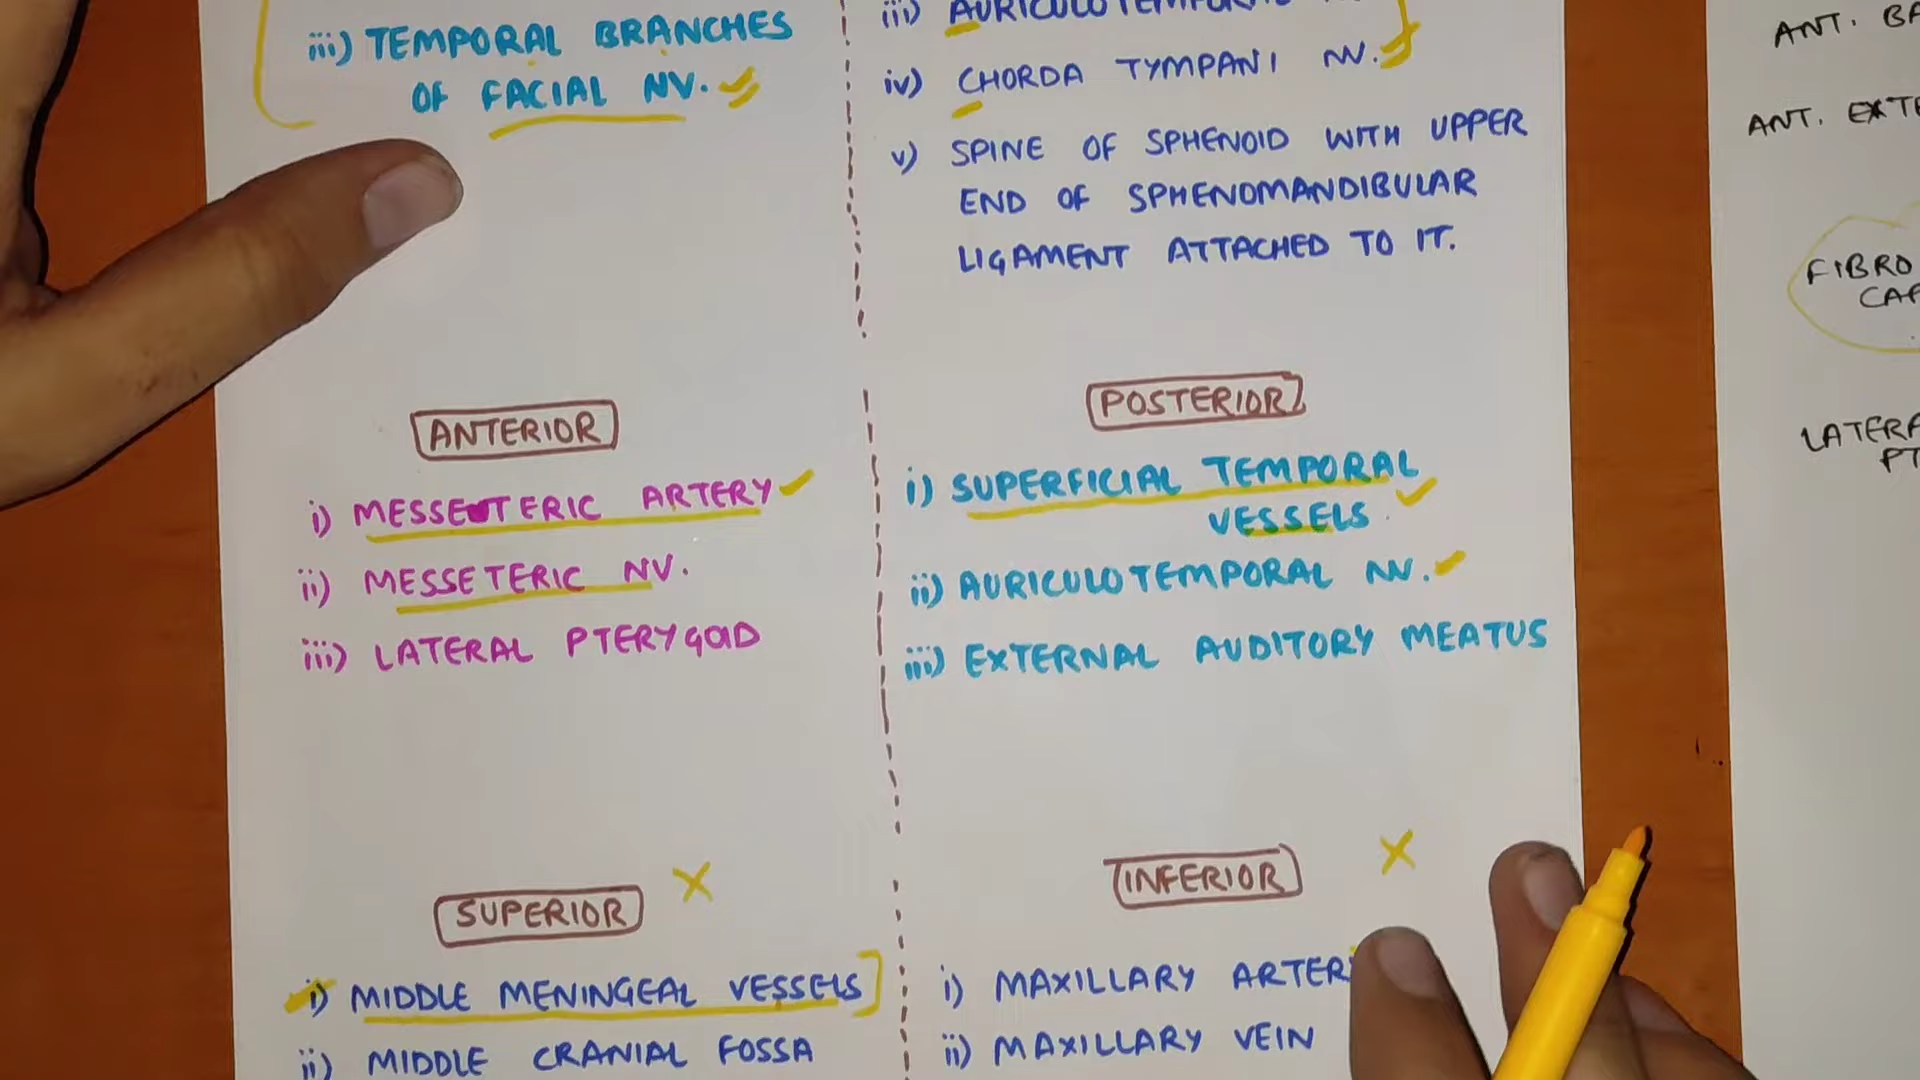 iii) TEMPORAL BRANCHES
OF FACIAL NV.
iv) CHORDA TYMPANI NV.
v) SPINE OF SPHENOID WITH UPPER
END OF SPHENOMANDIBULAR
LIGAMENT ATTACHED TO IT.
ANTERIOR
i) MESSETERIC ARTERY
ii) MESSETERIC NV.
iii) LATERAL PTERYGOID
POSTERIOR
i) SUPERFICIAL TEMPORAL
VESSELS
ii) AURICULOTEMPORAL NV.
iii) EXTERNAL AUDITORY MEATUS
SUPERIOR X
i) MIDDLE MENINGEAL VESSELS
ii) MIDDLE CRANIAL FOSSA
INFERIOR X
i) MAXILLARY
ii) MAXILLARY VEIN
ANT.
ANT.
FIBRO